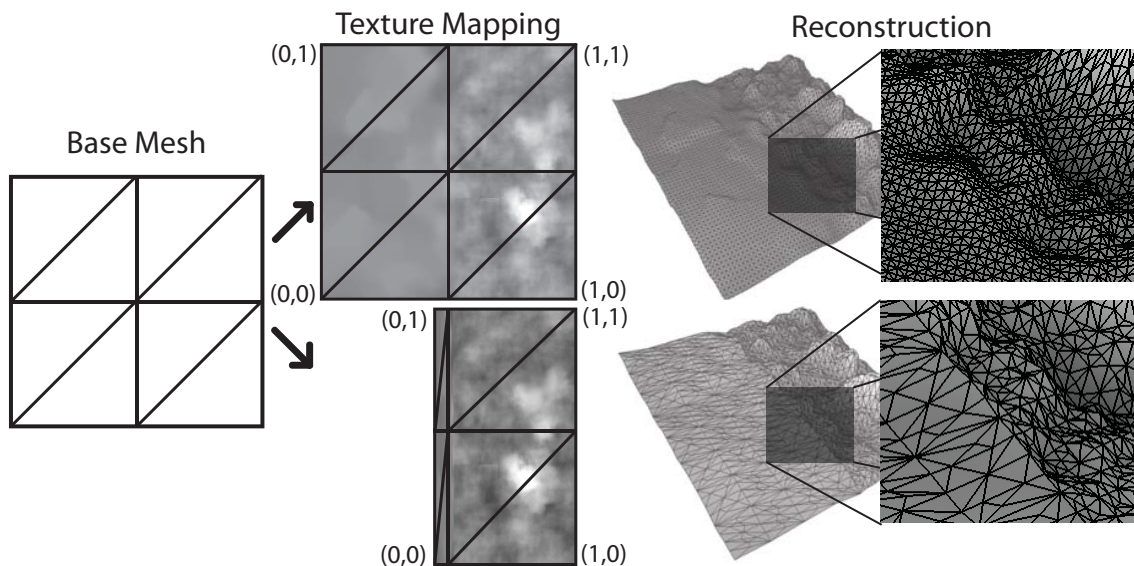 Texture Mapping
Reconstruction
(0,1)
(1,1)
Base Mesh
(0,0)
(1,0)
(0,1)
(1,1)
(0,0)
(1,0)